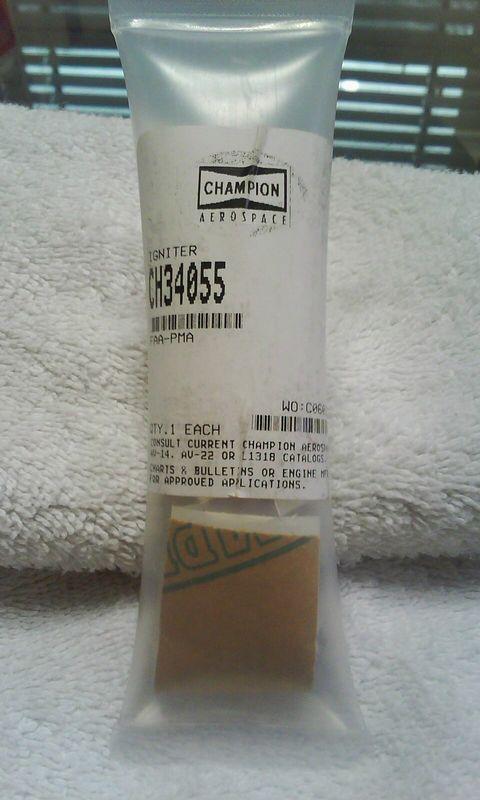 CHAMPION
AEROSPACE
IGNITER
CH34055
FAA-PMA
WO:C06
QTY.1 EACH
CONSULT CURRENT CHAMPION AEROSPA
AV-14, AV-22 OR L1318 CATALOGS.
CHARTS & BULLETINS OR ENGINE MF
FOR APPROVED APPLICATIONS.